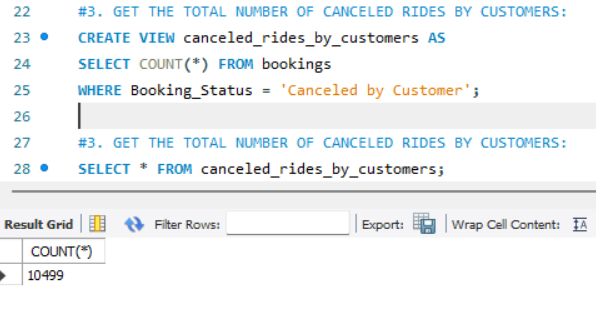 22 #3. GET THE TOTAL NUMBER OF CANCELED RIDES BY CUSTOMERS:
23 CREATE VIEW canceled_rides_by_customers AS
24 SELECT COUNT(*) FROM bookings
25 WHERE Booking_Status = 'Canceled by Customer';
26
27 #3. GET THE TOTAL NUMBER OF CANCELED RIDES BY CUSTOMERS:
28 SELECT * FROM canceled_rides_by_customers;
Result Grid Filter Rows: Export: Wrap Cell Content: IA
COUNT(*)
10499